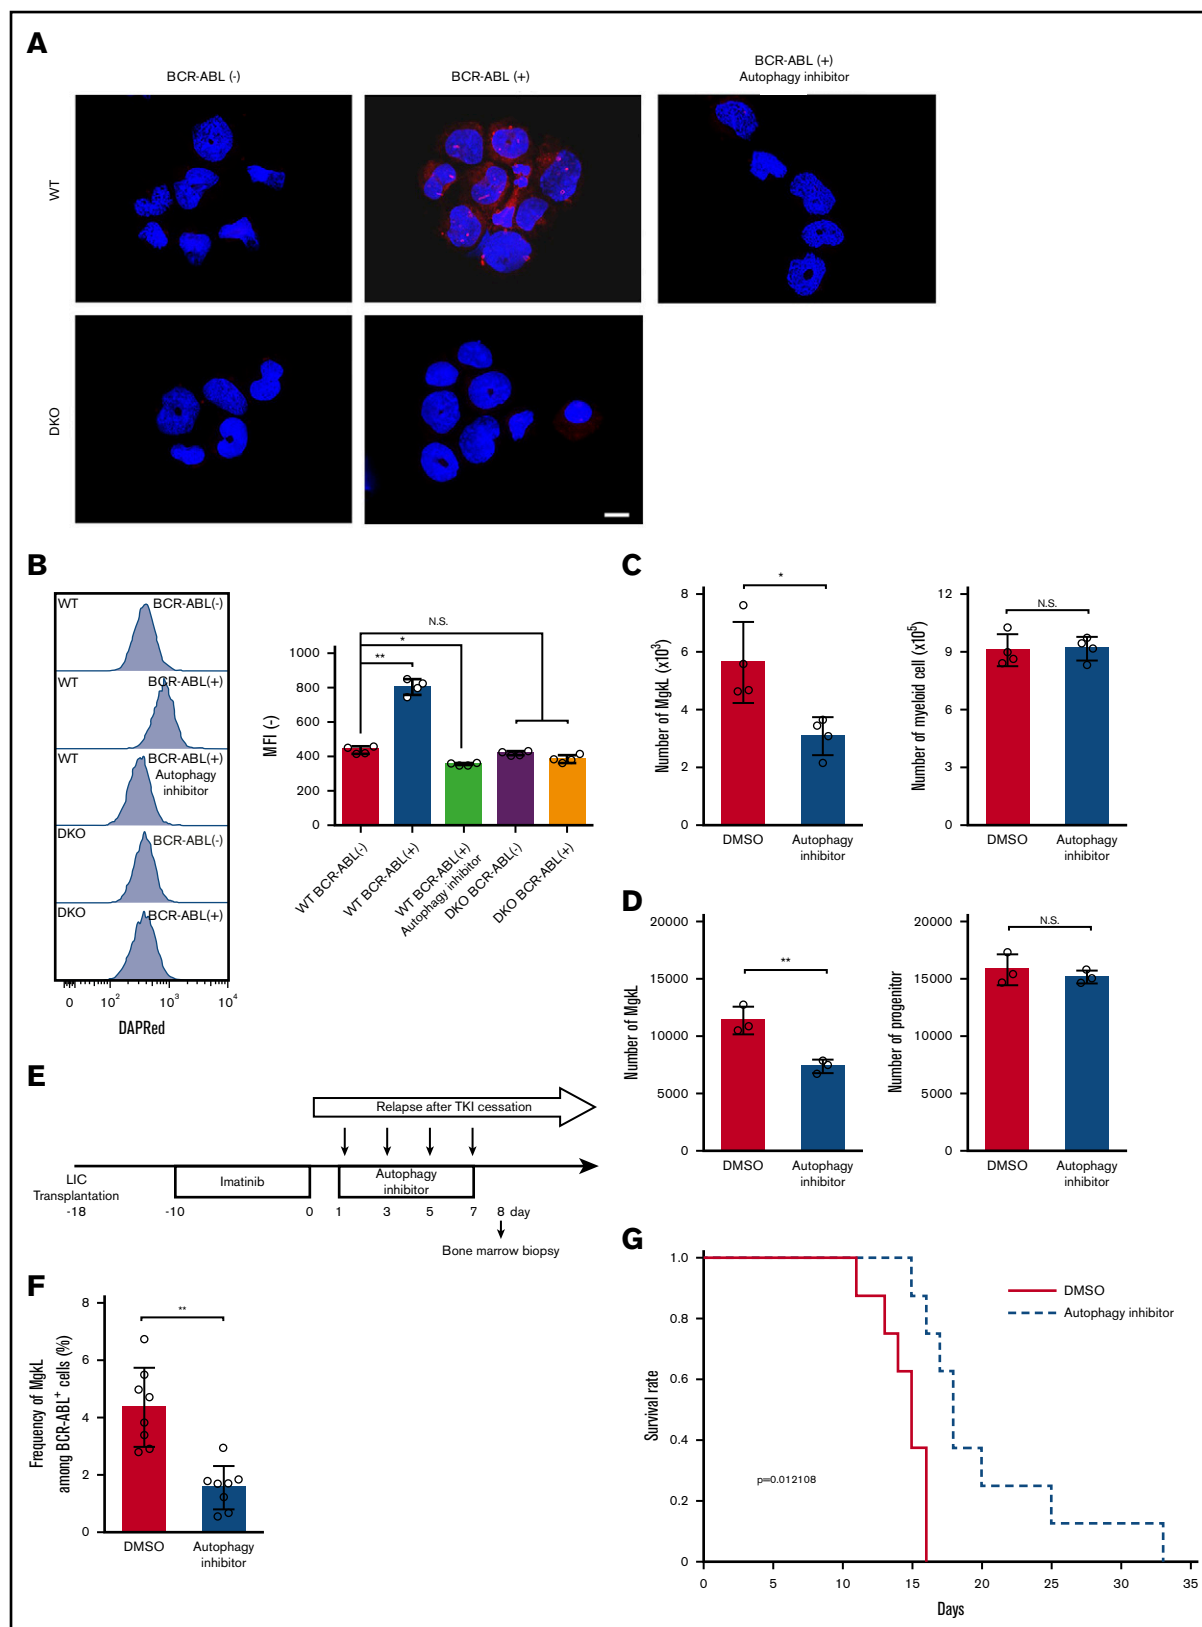 A
BCR-ABL (-)
BCR-ABL (+)
BCR-ABL (+)
Autophagy inhibitor
WT
DKO
B
WT
BCR-ABL(-)
WT
BCR-ABL(+)
WT
BCR-ABL(+)
Autophagy
inhibitor
DKO
BCR-ABL(-)
DKO
BCR-ABL(+)
0
10²
10³
10⁴
DAPRed
MFI (-)
1000
800
600
400
200
0
N.S.
*
**
WT BCR-ABL(-)
WT BCR-ABL(+)
WT BCR-ABL(+)
Autophagy inhibitor
DKO BCR-ABL(-)
DKO BCR-ABL(+)
C
Number of MgkL (x10³)
8
6
4
2
0
*
DMSO
Autophagy
inhibitor
Number of myeloid cell (x10⁵)
12
9
6
3
0
N.S.
DMSO
Autophagy
inhibitor
D
Number of MgkL
20000
15000
10000
5000
0
**
DMSO
Autophagy
inhibitor
Number of progenitor
20000
15000
10000
5000
0
N.S.
DMSO
Autophagy
inhibitor
E
Relapse after TKI cessation
Imatinib
Autophagy
inhibitor
LIC
Transplantation
-18
-10
0
1
3
5
7
8 day
Bone marrow biopsy
F
Frequency of MgkL
among BCR-ABL⁺ cells (%)
8
6
4
2
0
**
DMSO
Autophagy
inhibitor
G
Survival rate
1.0
0.8
0.6
0.4
0.2
0
DMSO
Autophagy inhibitor
p=0.012108
0
5
10
15
20
25
30
35
Days